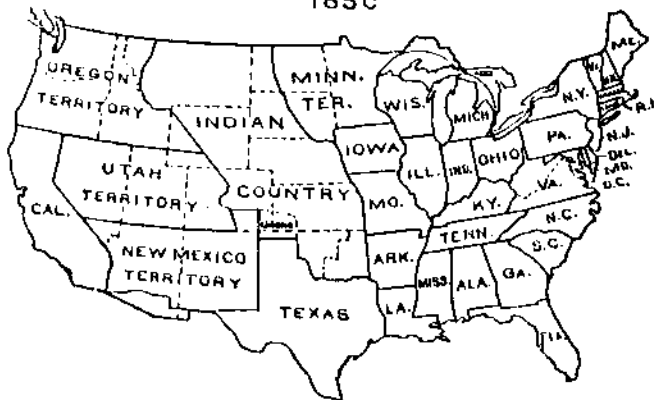 1850
ME.
OREGON
TERRITORY
MINN.
TER.
WIS.
MICH
N.Y.
R.I.
INDIAN
COUNTRY
IOWA
PA.
N.J.
DEL.
MD.
D.C.
UTAH
TERRITORY
ILL.
IND.
OHIO
VA.
CAL.
MO.
KY.
N.C.
TENN.
S.C.
NEW MEXICO
TERRITORY
ARK.
MISS.
ALA.
GA.
TEXAS
LA.
FLA.